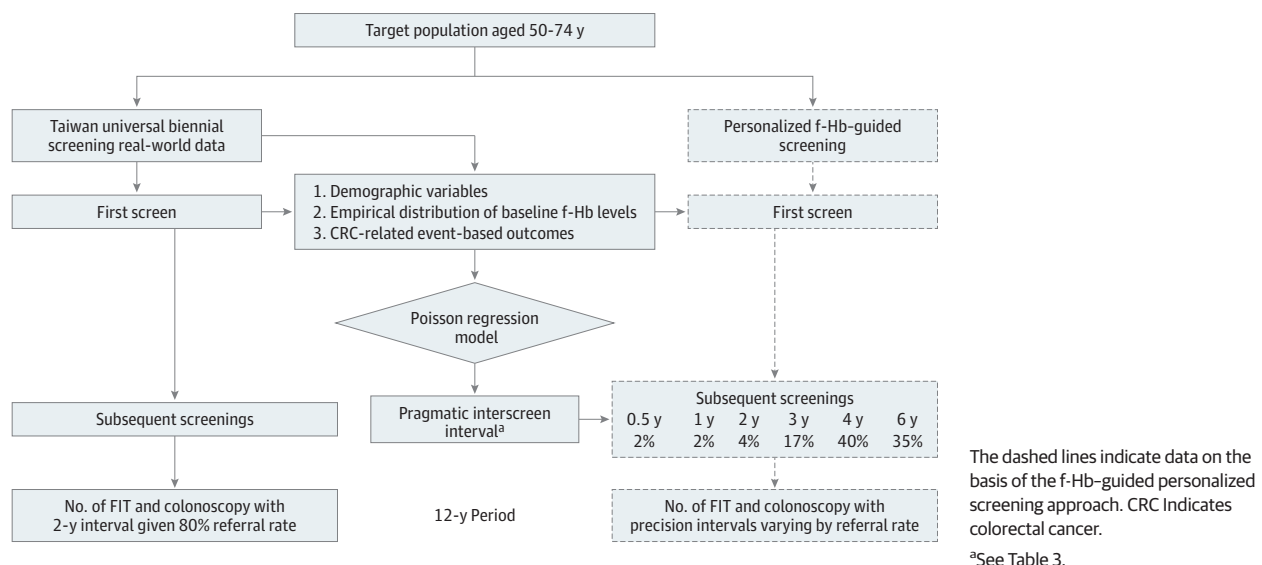 Target population aged 50-74 y
Taiwan universal biennial
screening real-world data
Personalized f-Hb–guided
screening
First screen
1. Demographic variables
2. Empirical distribution of baseline f-Hb levels
3. CRC-related event-based outcomes
First screen
Poisson regression
model
Subsequent screenings
Pragmatic interscreen
intervalᵃ
Subsequent screenings
0.5 y 1 y 2 y 3 y 4 y 6 y
2% 2% 4% 17% 40% 35%
No. of FIT and colonoscopy with
2-y interval given 80% referral rate
12-y Period
No. of FIT and colonoscopy with
precision intervals varying by referral rate
The dashed lines indicate data on the
basis of the f-Hb–guided personalized
screening approach. CRC Indicates
colorectal cancer.
ᵃSee Table 3.